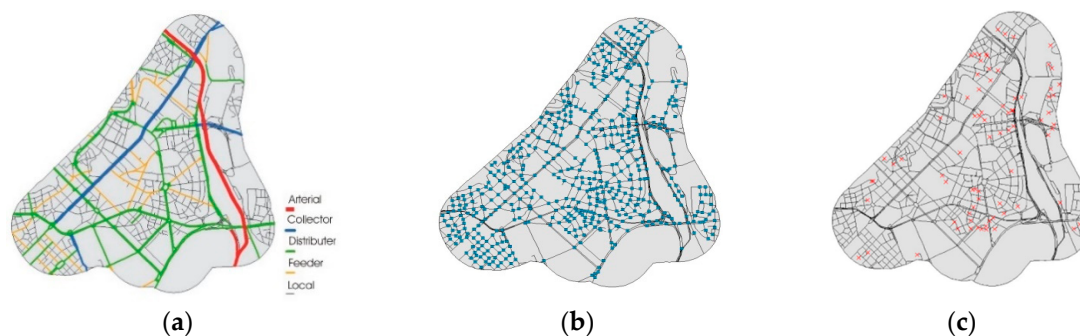 Arterial
Collector
Distributer
Feeder
Local
(a) (b) (c)